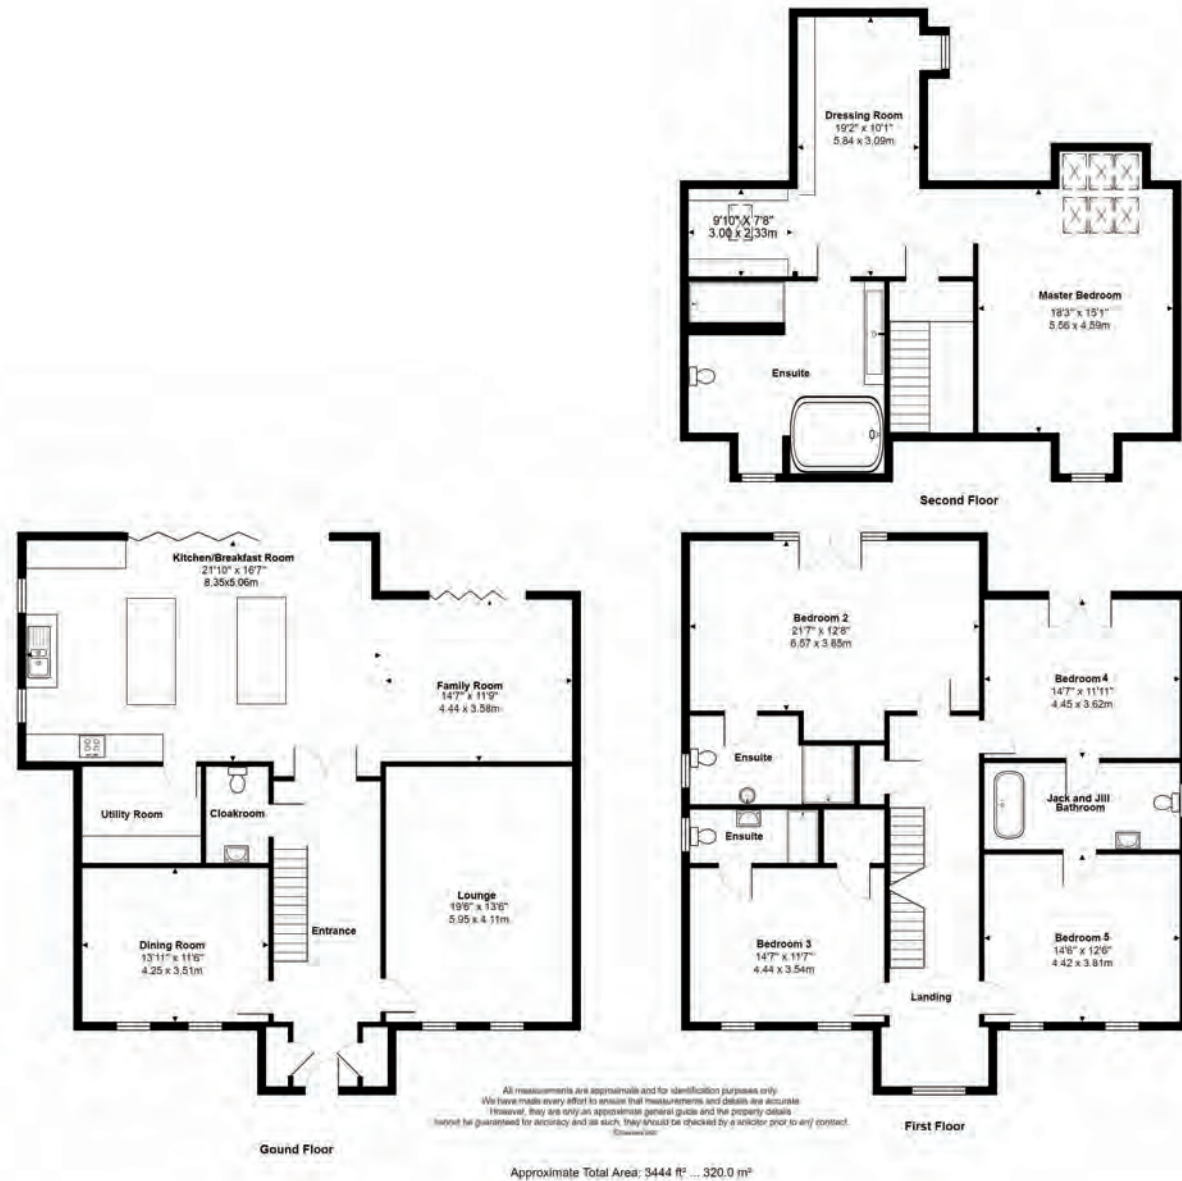 Dressing Room
19'2" x 10'1"
5.84 x 3.09m
9'10" X 7'8"
3.00 x 2.33m
Master Bedroom
18'3" x 15'1"
5.56 x 4.59m
Ensuite
Second Floor
Kitchen/Breakfast Room
21'10" x 16'7"
8.35x5.06m
Family Room
14'7" x 11'9"
4.44 x 3.58m
Utility Room
Cloakroom
Lounge
19'6" x 13'6"
5.95 x 4.11m
Entrance
Dining Room
13'11" x 11'6"
4.25 x 3.51m
Gound Floor
Bedroom 2
21'7" x 12'8"
6.57 x 3.85m
Bedroom 4
14'7" x 11'11"
4.45 x 3.62m
Ensuite
Jack and Jill
Bathroom
Ensuite
Bedroom 3
14'7" x 11'7"
4.44 x 3.54m
Bedroom 5
14'6" x 12'6"
4.42 x 3.81m
Landing
First Floor
All measurements are approximate and for identification purposes only.
We have made every effort to ensure that measurements and details are accurate.
However, they are only an approximate general guide and the property details
cannot be guaranteed for accuracy and as such, they should be checked by a solicitor prior to any contract.
Approximate Total Area: 3444 ft² ... 320.0 m²